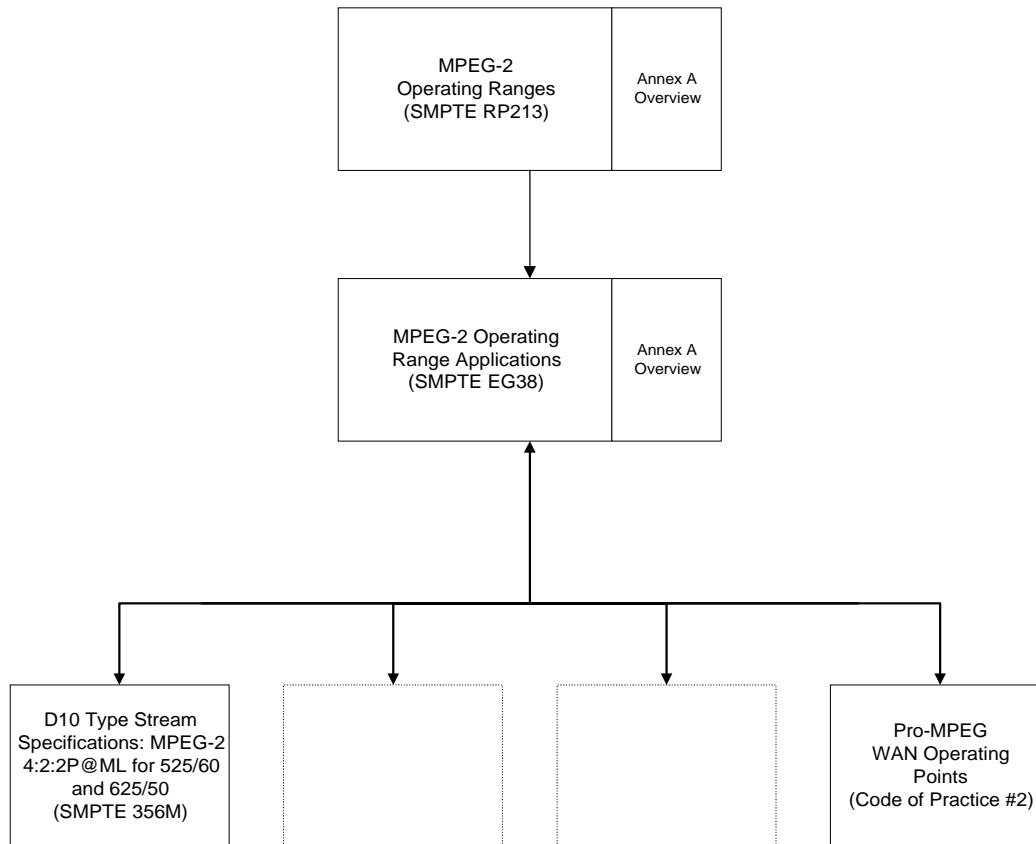 MPEG-2
Operating Ranges
(SMPTE RP213)
Annex A
Overview
MPEG-2 Operating
Range Applications
(SMPTE EG38)
Annex A
Overview
D10 Type Stream
Specifications: MPEG-2
4:2:2P@ML for 525/60
and 625/50
(SMPTE 356M)
Pro-MPEG
WAN Operating
Points
(Code of Practice #2)